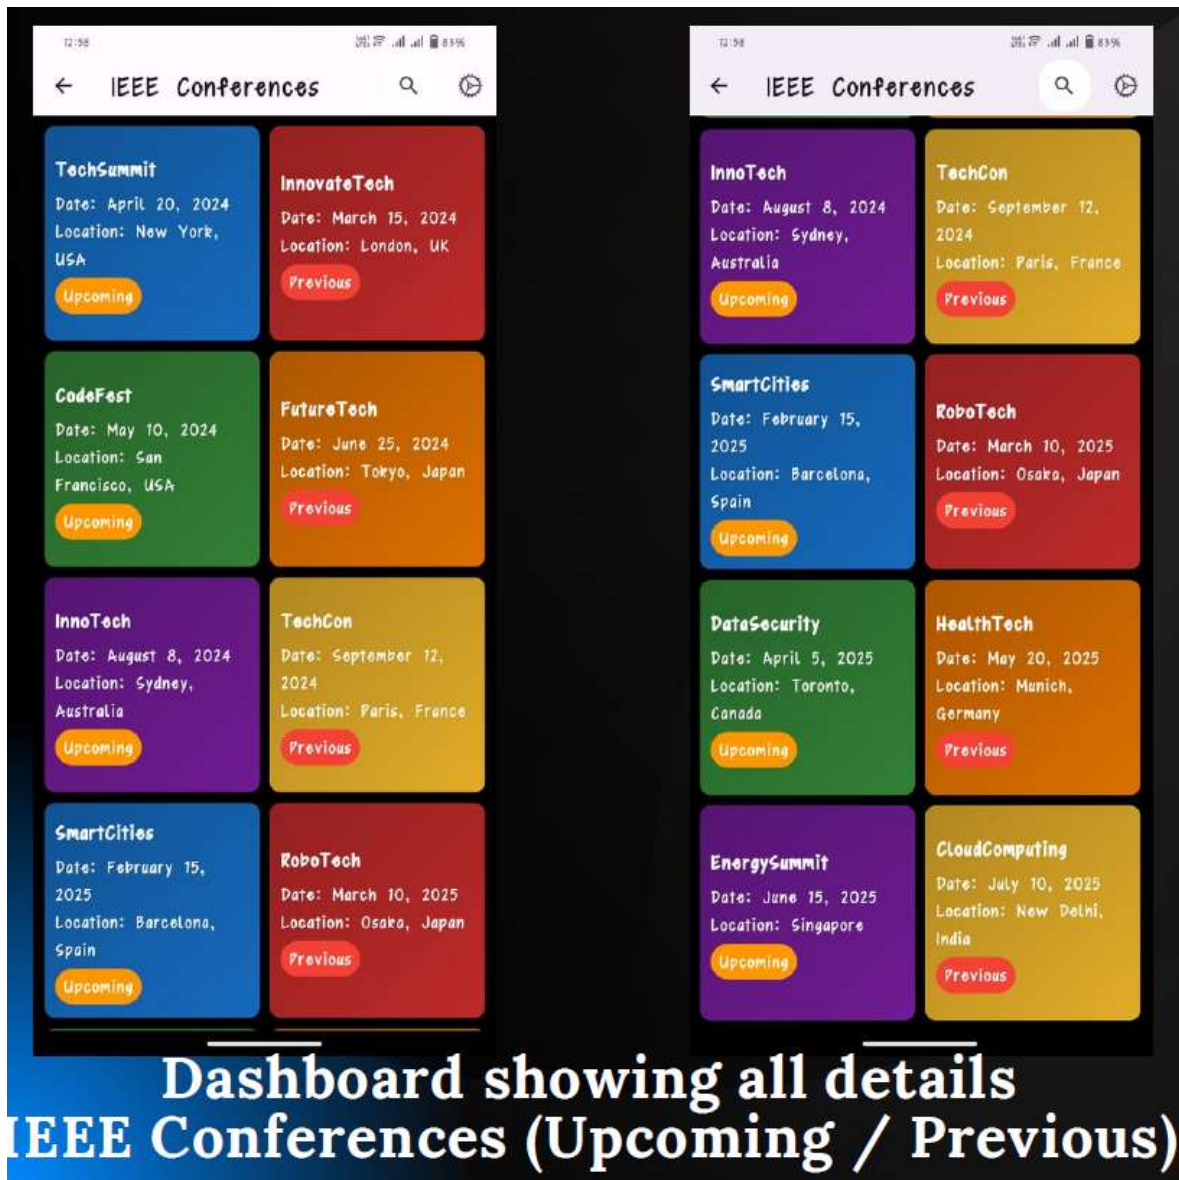 12:58
83%
IEEE Conferences
TechSummit
Date: April 20, 2024
Location: New York,
USA
Upcoming
InnovateTech
Date: March 15, 2024
Location: London, UK
Previous
CodeFest
Date: May 10, 2024
Location: San
Francisco, USA
Upcoming
FutureTech
Date: June 25, 2024
Location: Tokyo, Japan
Previous
InnoTech
Date: August 8, 2024
Location: Sydney,
Australia
Upcoming
TechCon
Date: September 12,
2024
Location: Paris, France
Previous
SmartCities
Date: February 15,
2025
Location: Barcelona,
Spain
Upcoming
RoboTech
Date: March 10, 2025
Location: Osaka, Japan
Previous
12:58
83%
IEEE Conferences
InnoTech
Date: August 8, 2024
Location: Sydney,
Australia
Upcoming
TechCon
Date: September 12,
2024
Location: Paris, France
Previous
SmartCities
Date: February 15,
2025
Location: Barcelona,
Spain
Upcoming
RoboTech
Date: March 10, 2025
Location: Osaka, Japan
Previous
DataSecurity
Date: April 5, 2025
Location: Toronto,
Canada
Upcoming
HealthTech
Date: May 20, 2025
Location: Munich,
Germany
Previous
EnergySummit
Date: June 15, 2025
Location: Singapore
Upcoming
CloudComputing
Date: July 10, 2025
Location: New Delhi,
India
Previous
Dashboard showing all details
IEEE Conferences (Upcoming / Previous)